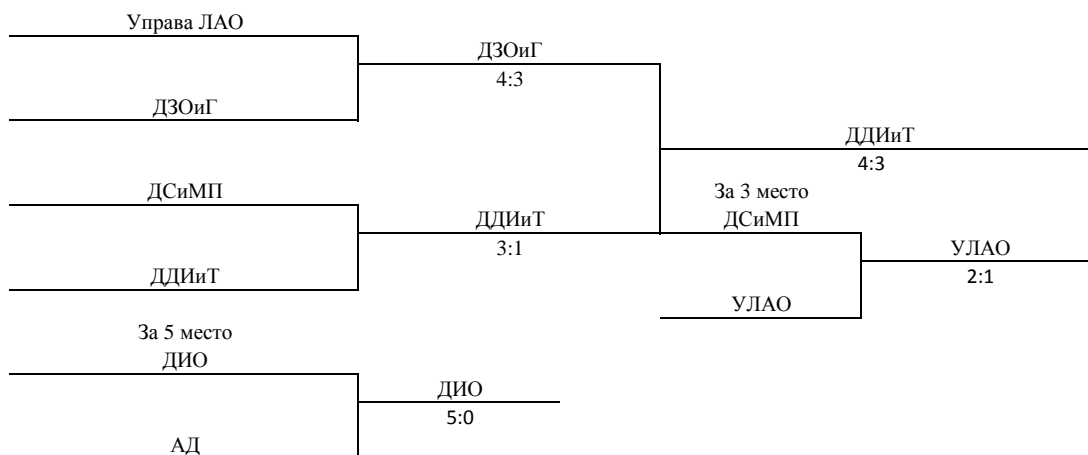 Управа ЛАО
ДЗОиГ
4:3
ДЗОиГ
ДДИиТ
4:3
ДСиМП
За 3 место
ДДИиТ
ДСиМП
3:1
УЛАО
2:1
ДДИиТ
УЛАО
За 5 место
ДИО
ДИО
5:0
АД